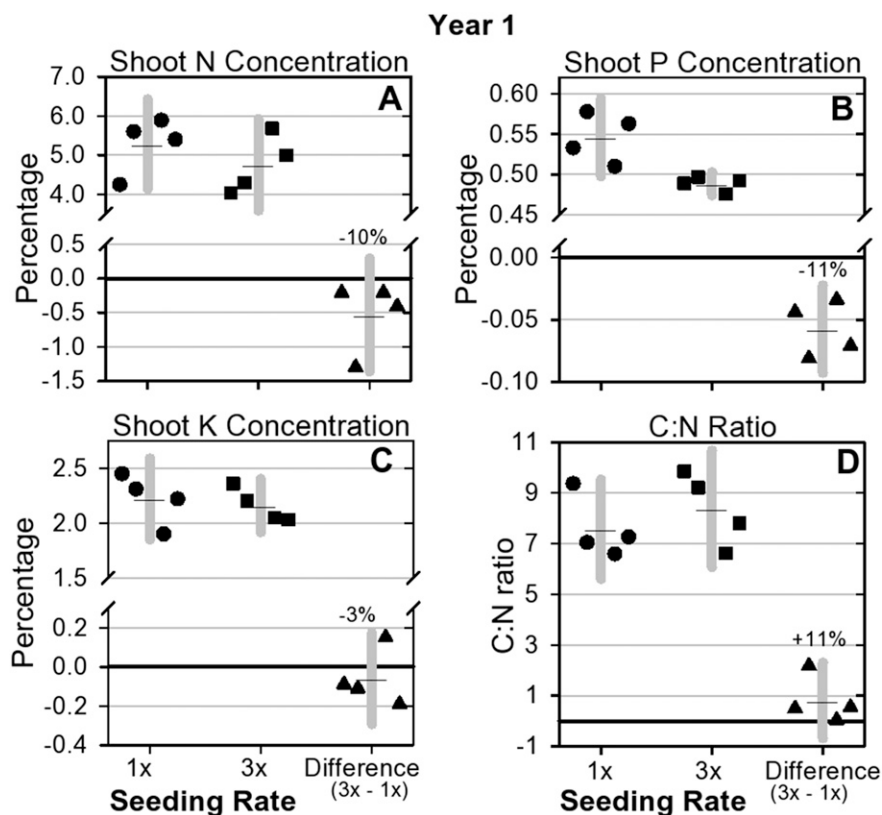 Year 1
Shoot N Concentration
A
7.0
6.0
5.0
4.0
0.5
0.0
-0.5
-1.0
-1.5
Percentage
-10%
Shoot P Concentration
B
0.60
0.55
0.50
0.45
0.00
-0.05
-0.10
Percentage
-11%
Shoot K Concentration
C
2.5
2.0
1.5
0.2
0.0
-0.2
-0.4
Percentage
-3%
1x
3x
Difference
(3x - 1x)
Seeding Rate
C:N Ratio
D
11
9
7
5
3
1
-1
C:N ratio
+11%
1x
3x
Difference
(3x - 1x)
Seeding Rate